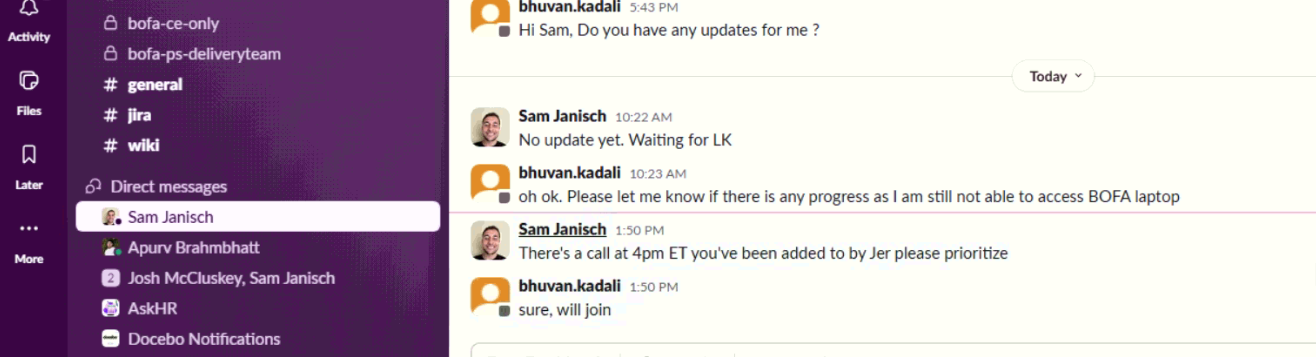 Activity
Files
Later
More
bofa-ce-only
bofa-ps-deliveryteam
# general
# jira
# wiki
Direct messages
Sam Janisch
Apurv Brahmbhatt
2 Josh McCluskey, Sam Janisch
AskHR
Docebo Notifications
bhuvan.kadali 5:43 PM
Hi Sam, Do you have any updates for me ?
Today
Sam Janisch 10:22 AM
No update yet. Waiting for LK
bhuvan.kadali 10:23 AM
oh ok. Please let me know if there is any progress as I am still not able to access BOFA laptop
Sam Janisch 1:50 PM
There's a call at 4pm ET you've been added to by Jer please prioritize
bhuvan.kadali 1:50 PM
sure, will join